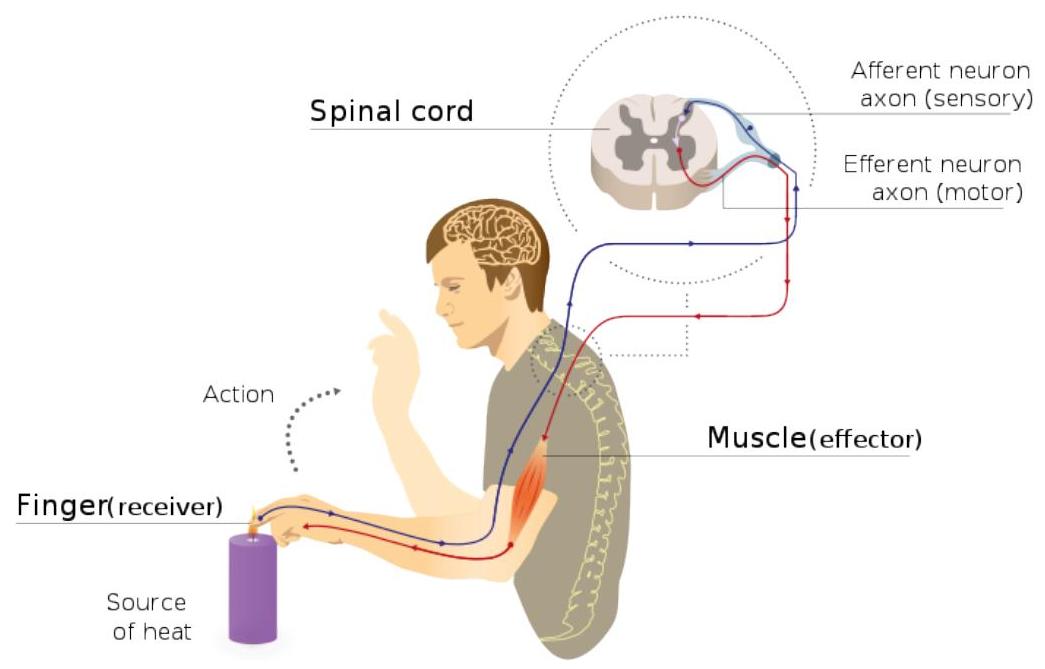 Afferent neuron
axon (sensory)
Spinal cord
Efferent neuron
axon (motor)
Action
Muscle(effector)
Finger(receiver)
Source
of heat